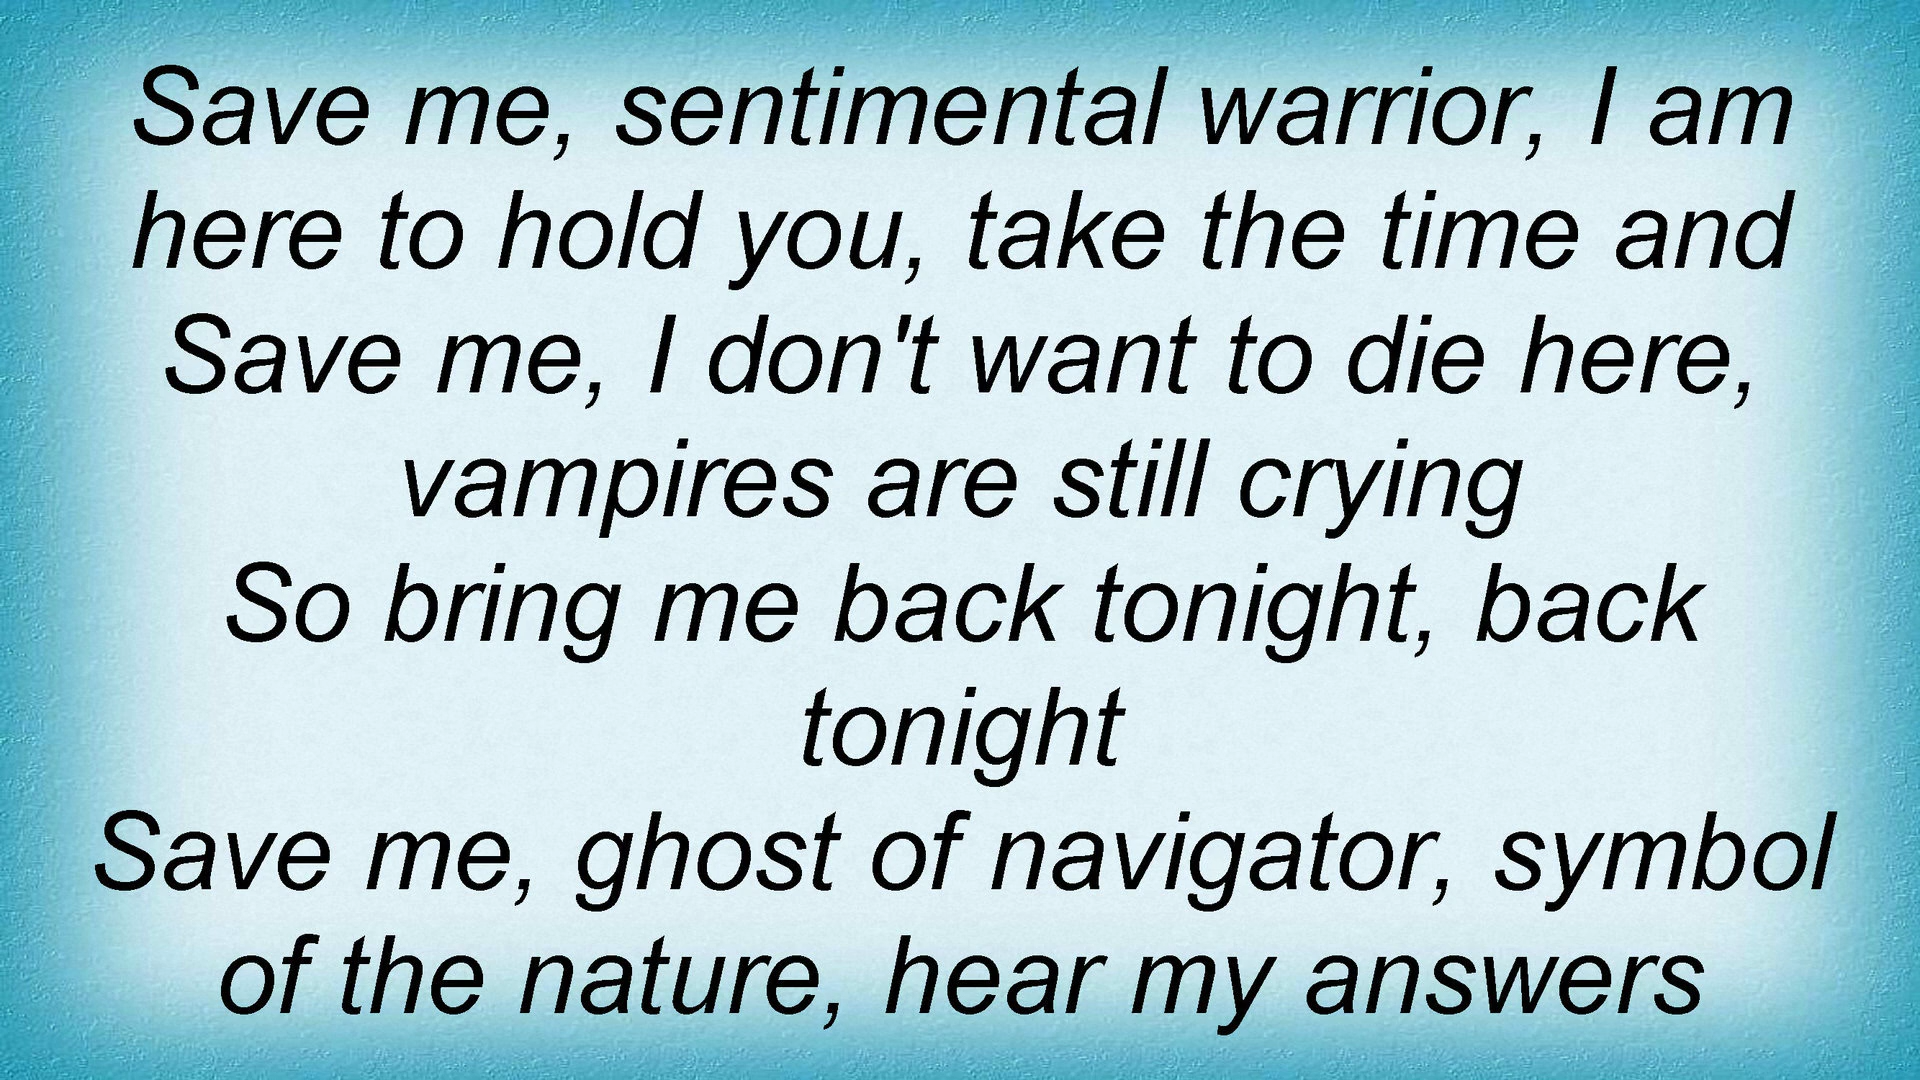 Save me, sentimental warrior, I am
here to hold you, take the time and
Save me, I don't want to die here,
vampires are still crying
So bring me back tonight, back
tonight
Save me, ghost of navigator, symbol
of the nature, hear my answers